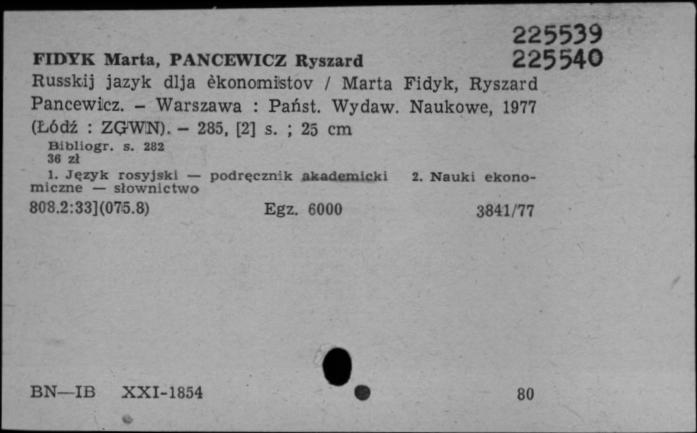 225539
225540
FIDYK Marta, PANCEWICZ Ryszard
Russkij jazyk dlja èkonomistov / Marta Fidyk, Ryszard
Pancewicz. – Warszawa : Państ. Wydaw. Naukowe, 1977
(Łódź : ZGWN). – 285, [2] s. ; 25 cm
Bibliogr. s. 282
36 zł
1. Język rosyjski — podręcznik akademicki 2. Nauki ekono-
miczne — słownictwo
808.2:33](075.8) Egz. 6000 3841/77
BN—IB XXI-1854 80